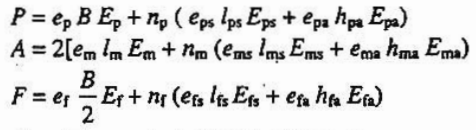 P = e_p B E_p + n_p ( e_ps l_ps E_ps + e_pa h_pa E_pa)
A = 2[e_m l_m E_m + n_m (e_ms l_ms E_ms + e_ma h_ma E_ma)
F = e_f B/2 E_f + n_f (e_fs l_fs E_fs + e_fa h_fa E_fa)